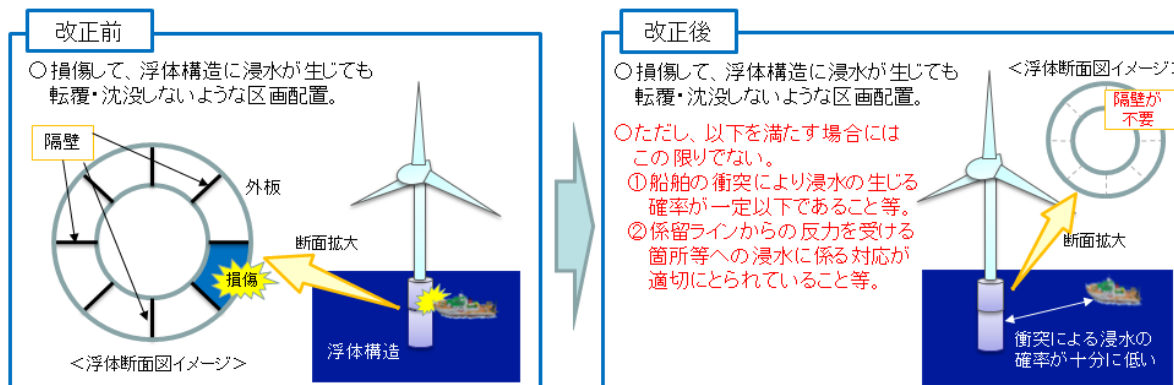 改正前
○損傷して、浮体構造に浸水が生じても
転覆・沈没しないような区画配置。
隔壁
外板
断面拡大
損傷
浮体構造
<浮体断面図イメージ>
改正後
○損傷して、浮体構造に浸水が生じても
転覆・沈没しないような区画配置。
○ただし、以下を満たす場合には
この限りでない。
①船舶の衝突により浸水の生じる
確率が一定以下であること等。
②係留ラインからの反力を受ける
箇所等への浸水に係る対応が
適切にとられていること等。
<浮体断面図イメージ>
隔壁が
不要
断面拡大
衝突による浸水の
確率が十分に低い